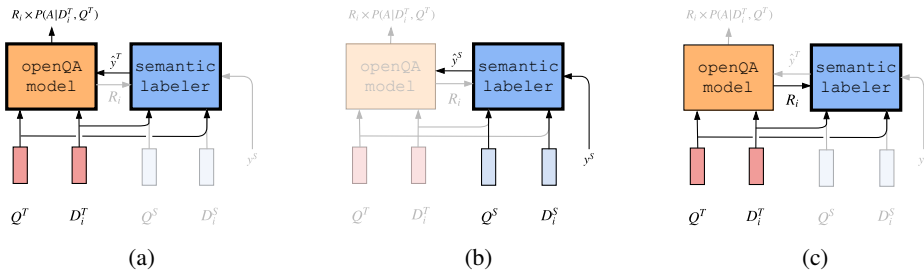 R_i × P(A|D_i^T, Q^T)
openQA model
ŷ^T
R_i
semantic labeler
y^S
Q^T
D_i^T
Q^S
D_i^S
(a)
R_i × P(A|D_i^T, Q^T)
openQA model
ŷ^S
R_i
semantic labeler
y^S
Q^T
D_i^T
Q^S
D_i^S
(b)
R_i × P(A|D_i^T, Q^T)
openQA model
ŷ^T
R_i
semantic labeler
y
Q^T
D_i^T
Q^S
D_i^S
(c)